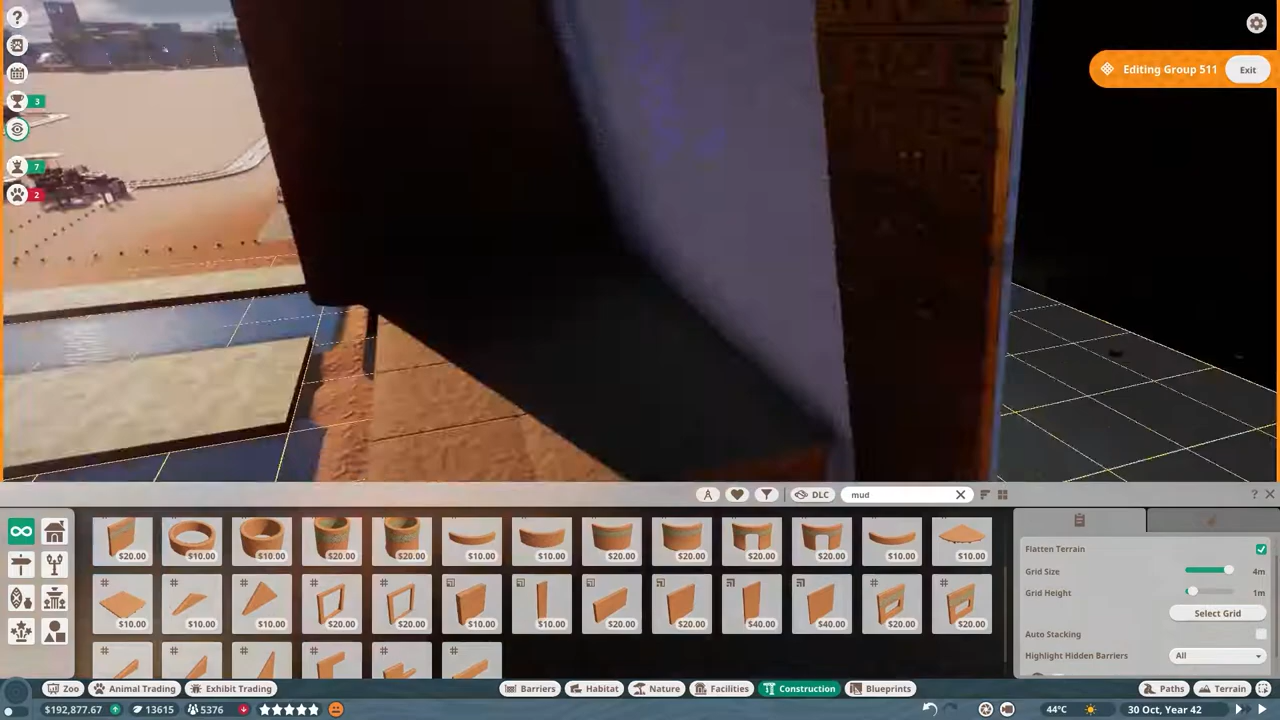 ?
Editing Group 511
Exit
3
7
2
DLC
mud
?
$20.00 $10.00 $10.00 $20.00 $20.00 $10.00 $10.00 $20.00 $20.00 $20.00 $20.00 $10.00 $10.00
$10.00 $10.00 $10.00 $20.00 $20.00 $10.00 $10.00 $20.00 $20.00 $40.00 $40.00 $20.00 $20.00
Flatten Terrain
Grid Size 4m
Grid Height 1m
Select Grid
Auto Stacking
Highlight Hidden Barriers All
Zoo Animal Trading Exhibit Trading Barriers Habitat Nature Facilities Construction Blueprints Paths Terrain
$192,877.67 13615 5376 44°C 30 Oct, Year 42